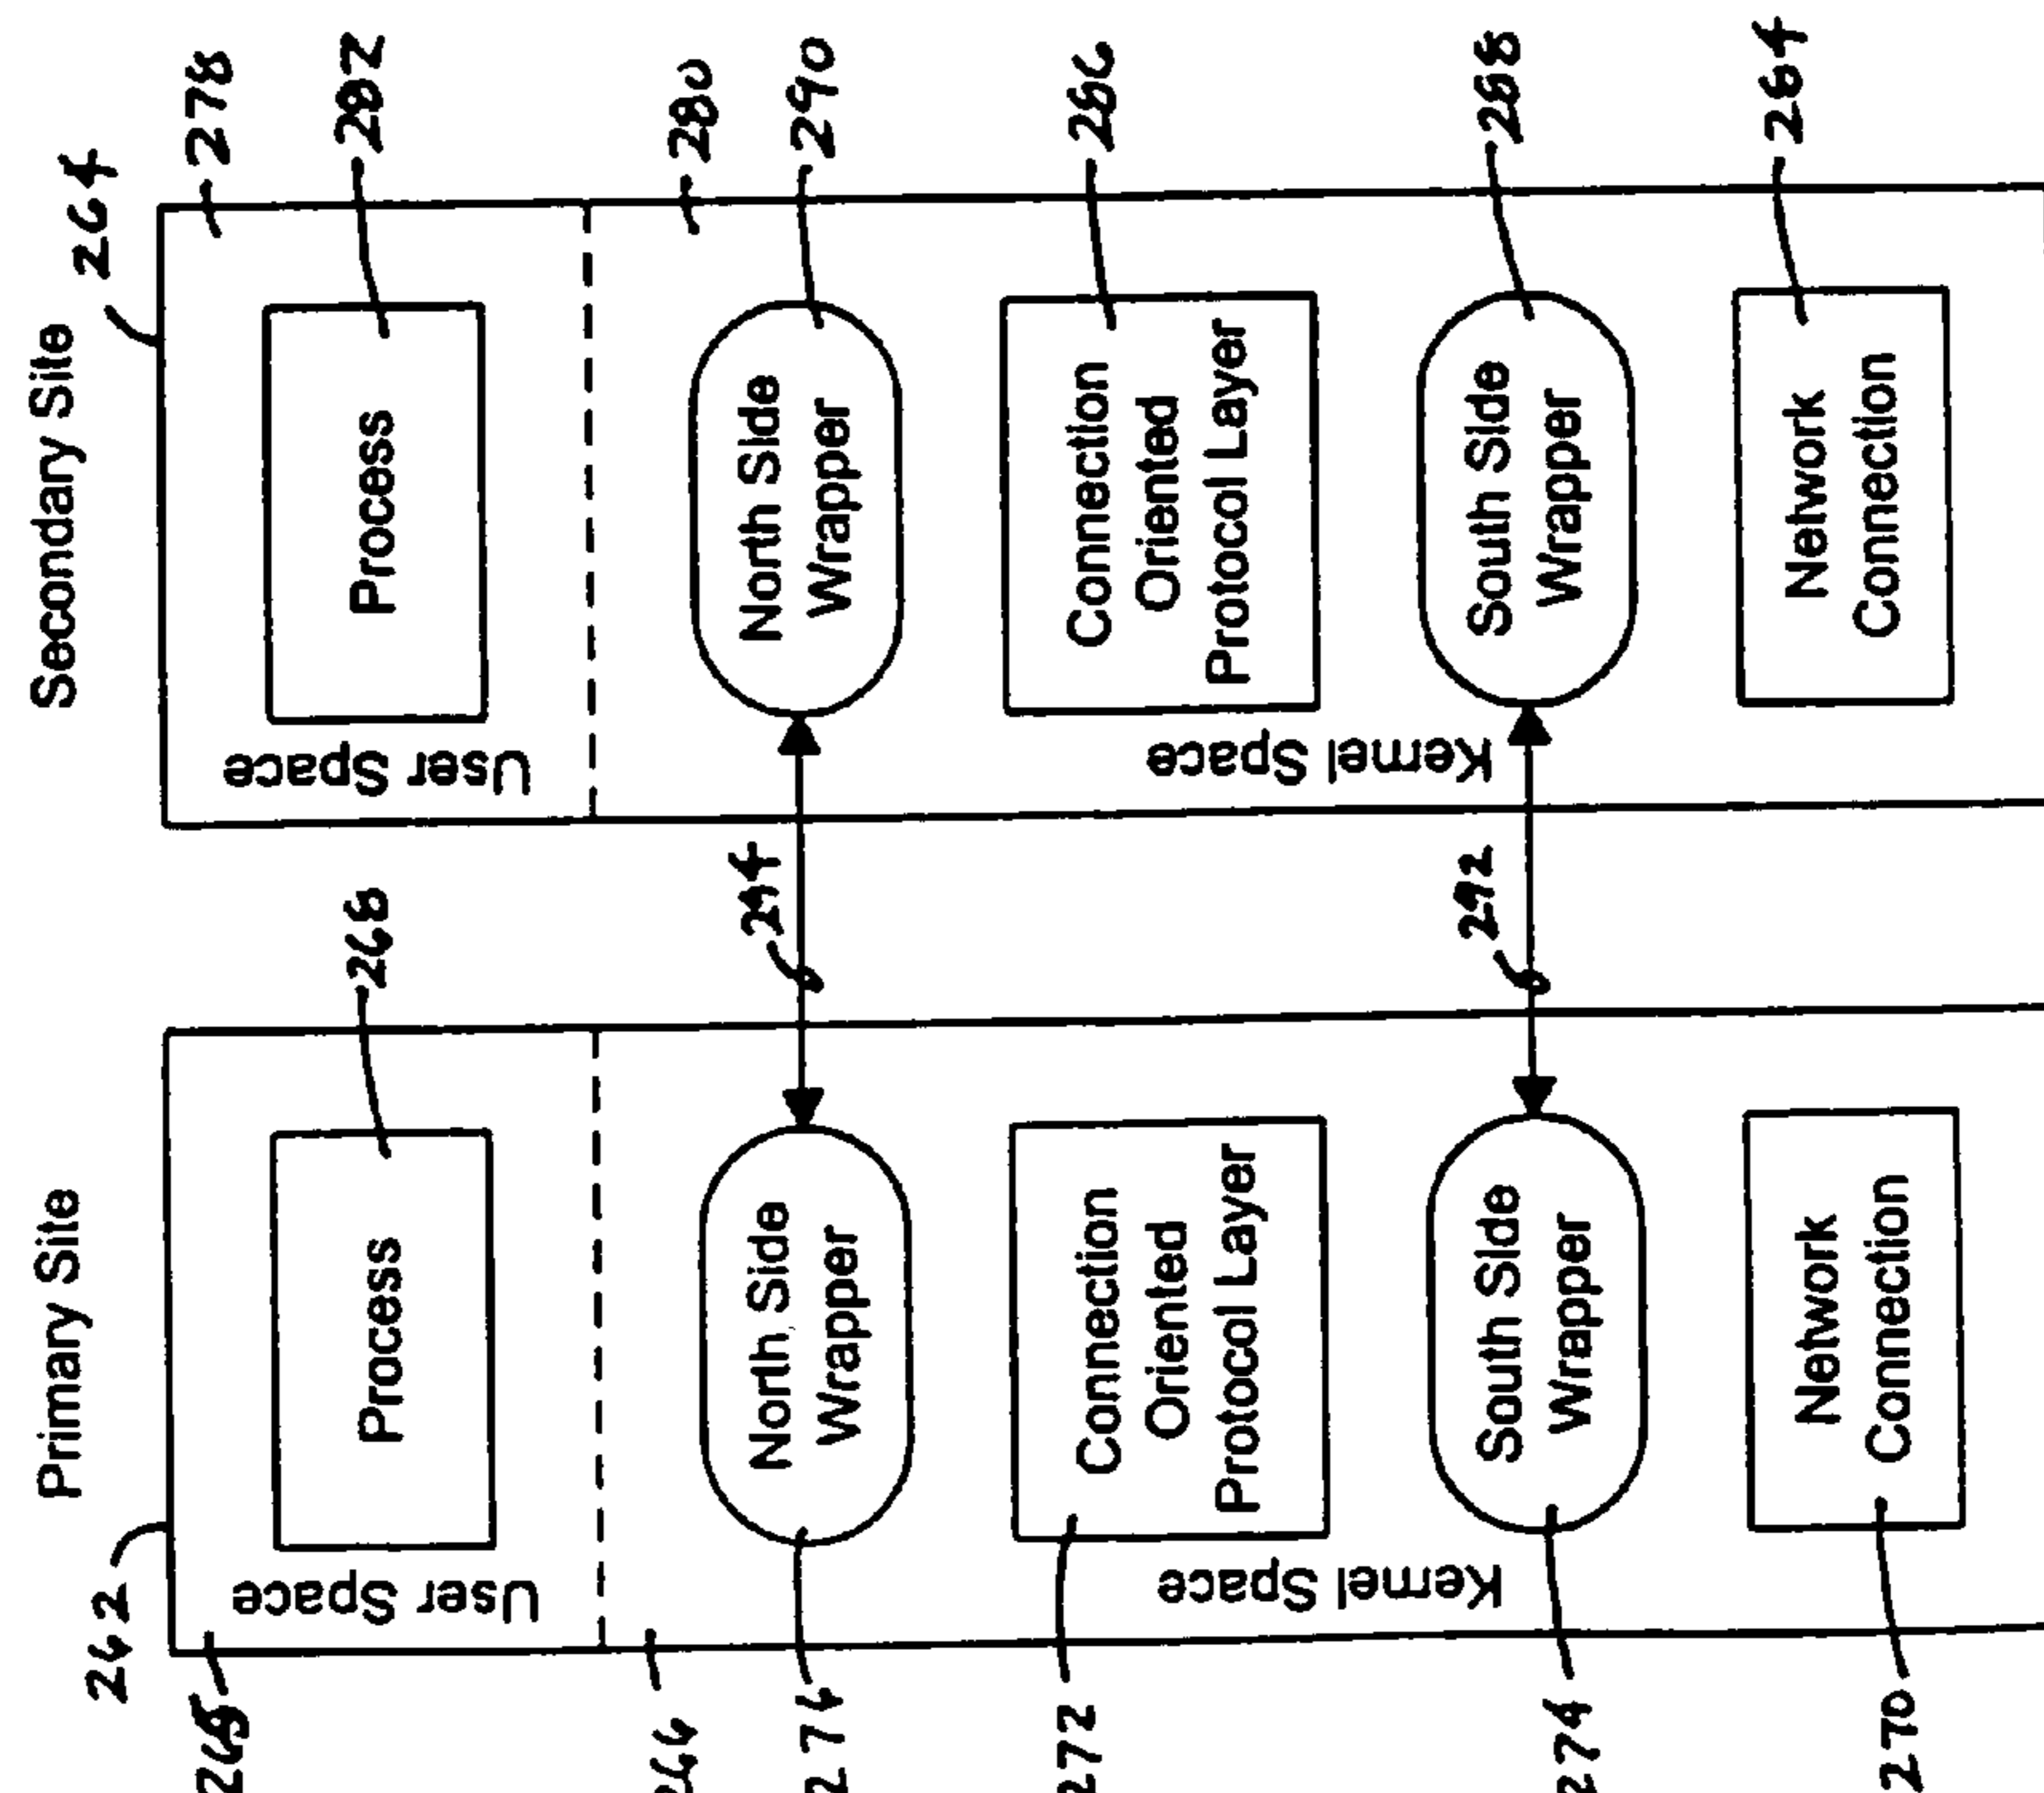 262
Primary Site
Secondary Site
264
278
User Space
Process
268
User Space
Process
282
280
276
North Side
Wrapper
294
North Side
Wrapper
290
272
Kernel Space
Connection
Oriented
Protocol Layer
Kernel Space
Connection
Oriented
Protocol Layer
286
274
South Side
Wrapper
292
South Side
Wrapper
288
270
Network
Connection
Network
Connection
284